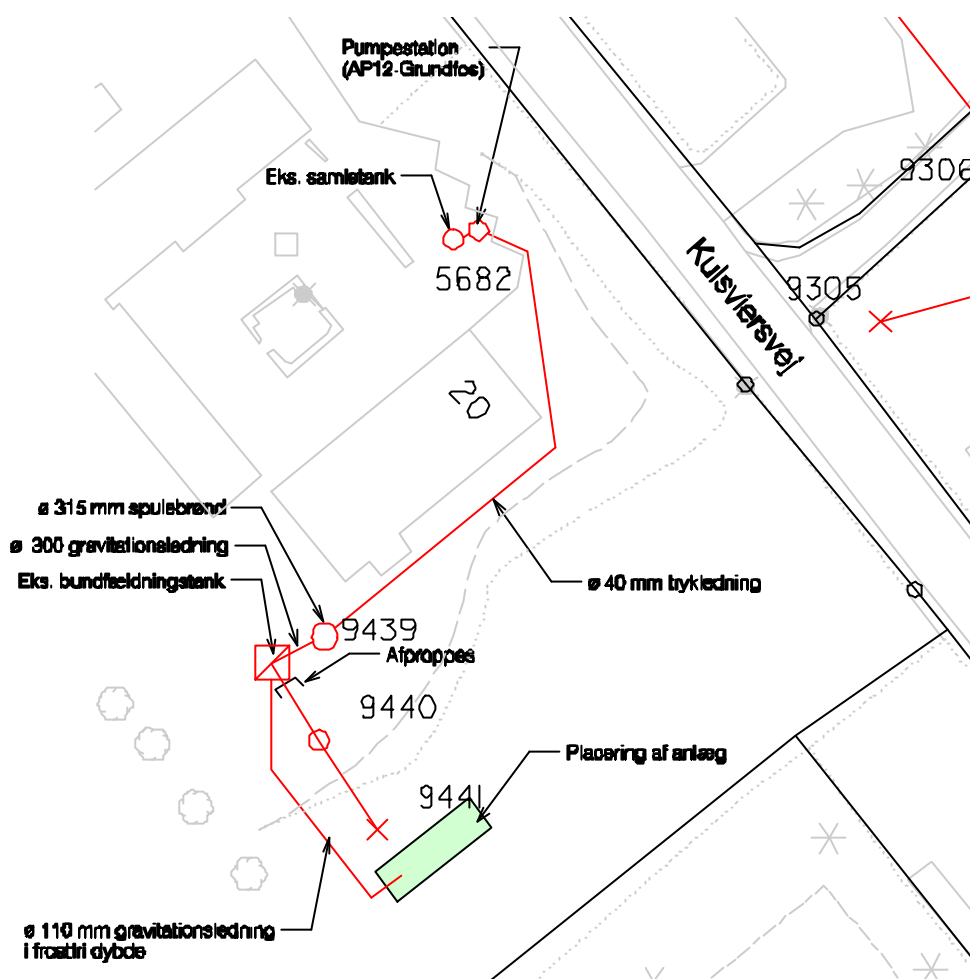 Pumpestation
(AP12-Grundfos)
Eks. samletank
9306
5682
9305
Kulsviersvej
20
ø 315 mm spulebrønd
ø 300 gravitationsledning
Eks. bundfældningstank
ø 40 mm trykledning
9439
Afproppes
9440
Placering af anlæg
9441
ø 110 mm gravitationsledning
i frostfri dybde